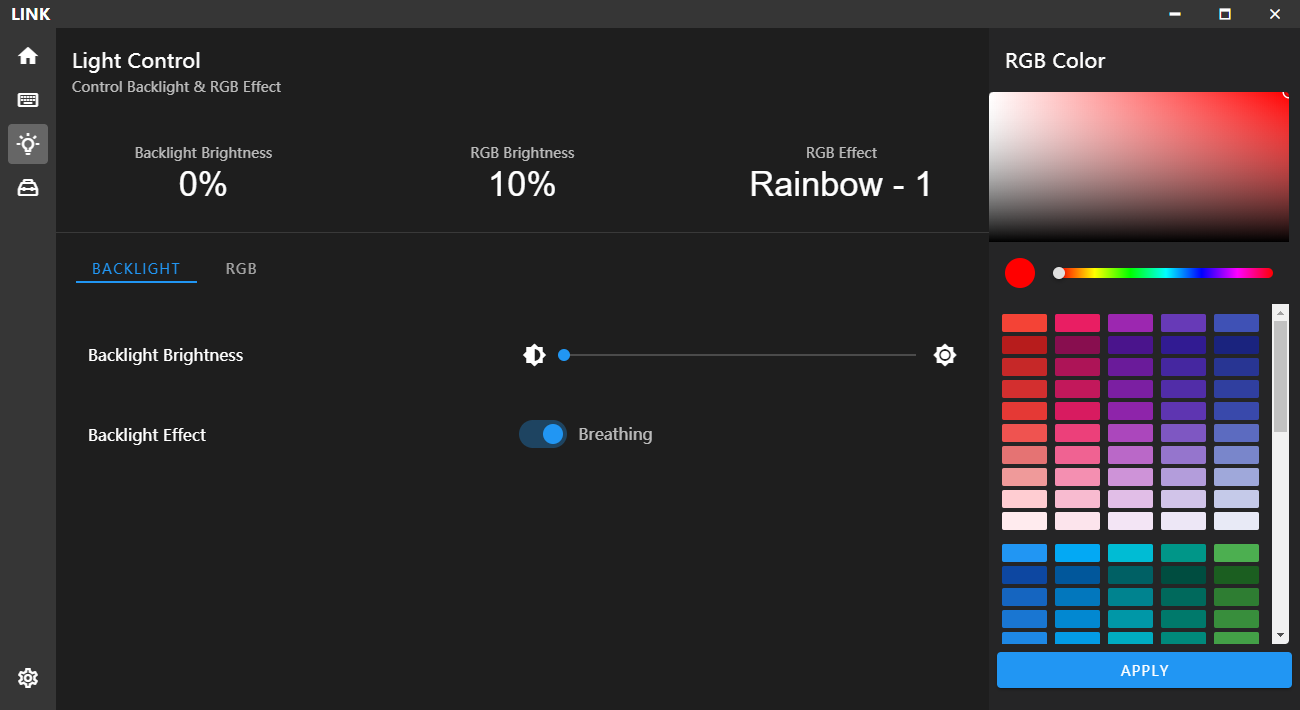 LINK
Light Control
Control Backlight & RGB Effect
Backlight Brightness
0%
RGB Brightness
10%
RGB Effect
Rainbow - 1
BACKLIGHT
RGB
Backlight Brightness
Backlight Effect
Breathing
RGB Color
APPLY